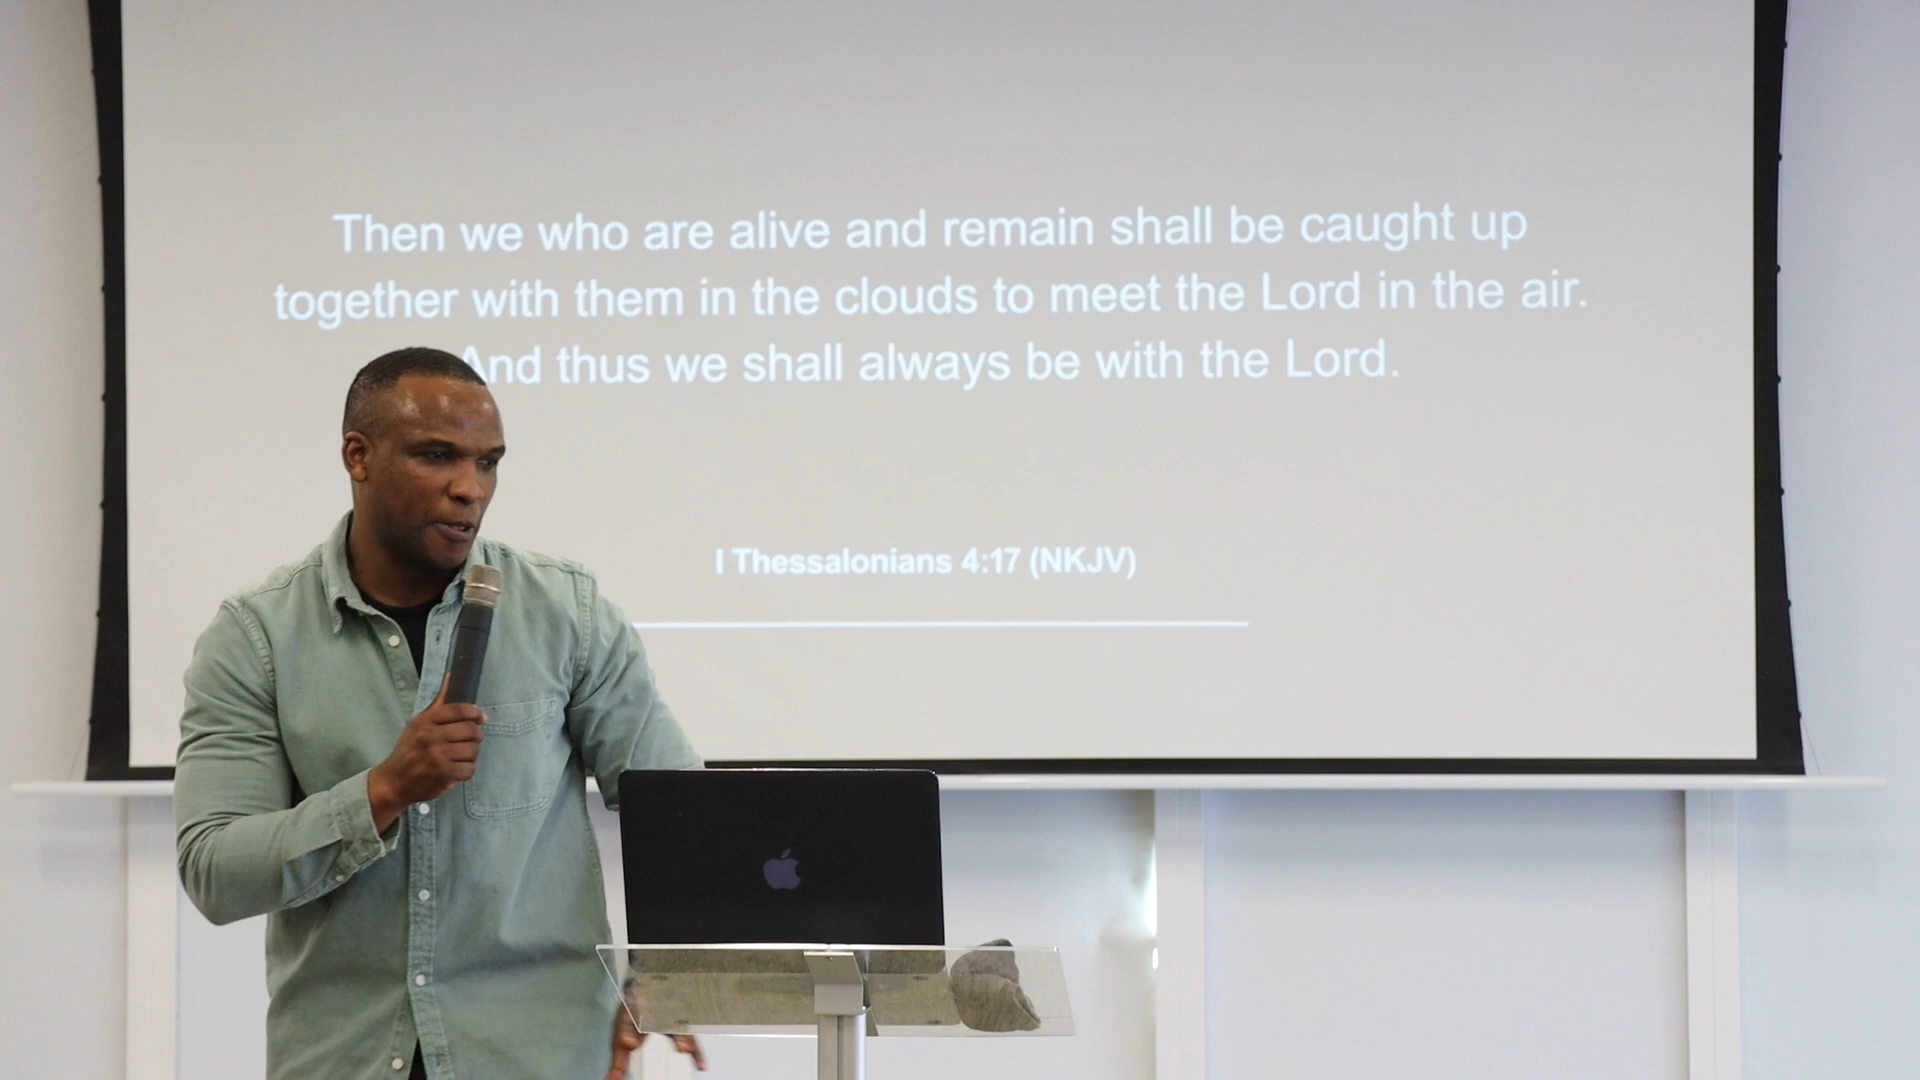 Then we who are alive and remain shall be caught up
together with them in the clouds to meet the Lord in the air.
And thus we shall always be with the Lord.
I Thessalonians 4:17 (NKJV)